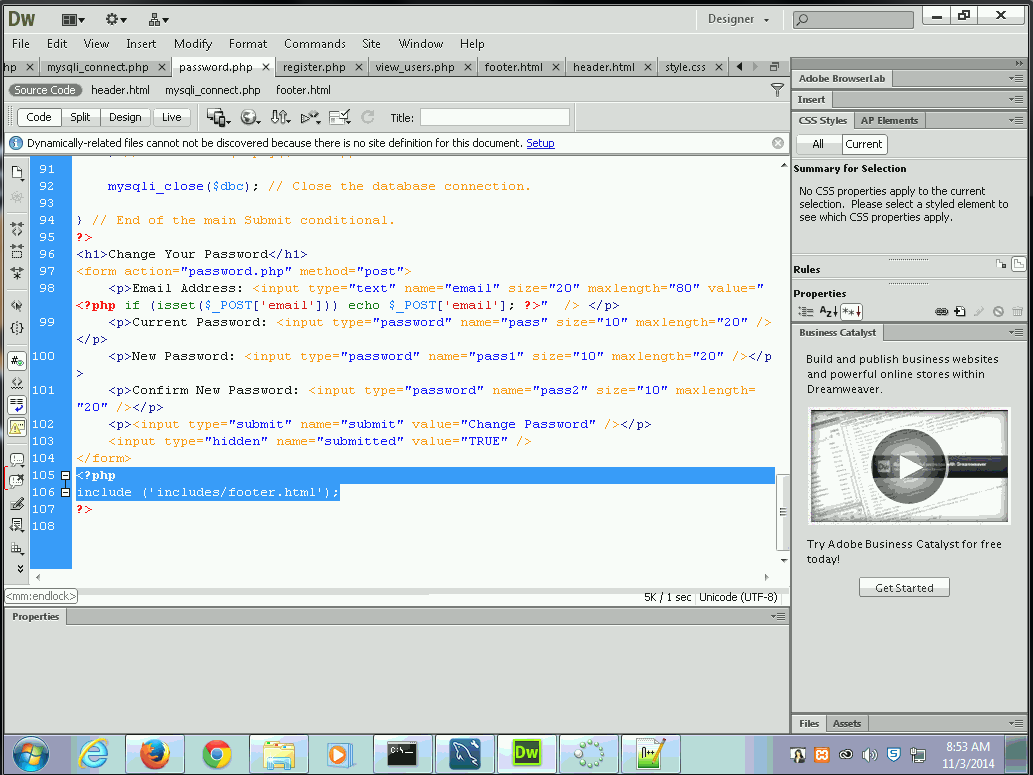 Dw
Designer
File Edit View Insert Modify Format Commands Site Window Help
hp × mysqli_connect.php × password.php × register.php × view_users.php × footer.html × header.html × style.css ×
Source Code header.html mysqli_connect.php footer.html
Code Split Design Live Title:
Dynamically-related files cannot not be discovered because there is no site definition for this document. Setup
91
92 mysqli_close($dbc); // Close the database connection.
93
94 } // End of the main Submit conditional.
95 ?>
96 <h1>Change Your Password</h1>
97 <form action="password.php" method="post">
98 <p>Email Address: <input type="text" name="email" size="20" maxlength="80" value="
<?php if (isset($_POST['email'])) echo $_POST['email']; ?>" /> </p>
99 <p>Current Password: <input type="password" name="pass" size="10" maxlength="20" />
</p>
100 <p>New Password: <input type="password" name="pass1" size="10" maxlength="20" /></p
>
101 <p>Confirm New Password: <input type="password" name="pass2" size="10" maxlength=
"20" /></p>
102 <p><input type="submit" name="submit" value="Change Password" /></p>
103 <input type="hidden" name="submitted" value="TRUE" />
104 </form>
105 <?php
106 include ('includes/footer.html');
107 ?>
108
<mm:endlock>
5K / 1 sec Unicode (UTF-8)
Properties
Adobe BrowserLab
Insert
CSS Styles AP Elements
All Current
Summary for Selection
No CSS properties apply to the current
selection. Please select a styled element to
see which CSS properties apply.
Rules
Properties
Business Catalyst
Build and publish business websites
and powerful online stores within
Dreamweaver.
Try Adobe Business Catalyst for free
today!
Get Started
Files Assets
Dw
8:53 AM
11/3/2014